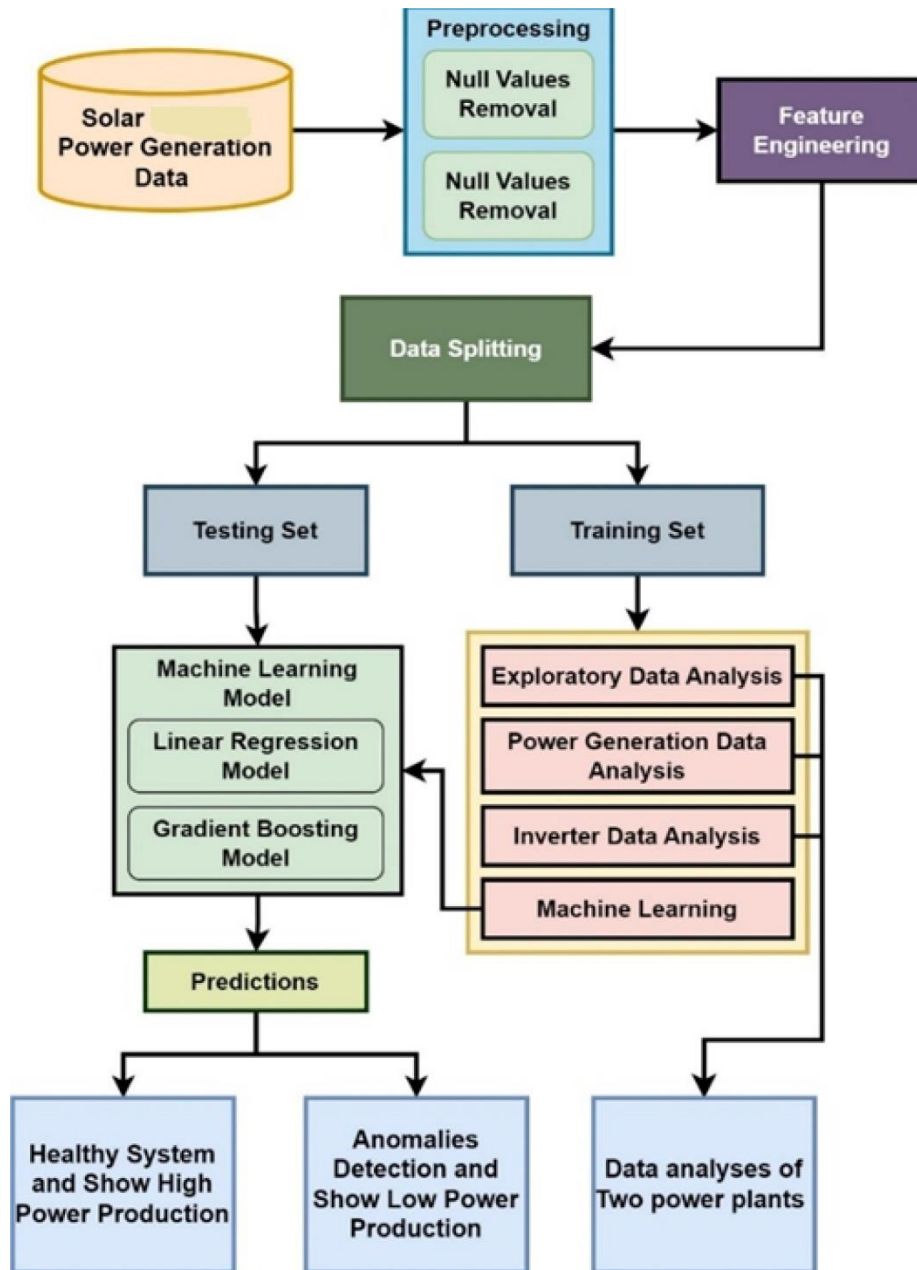 Preprocessing
Solar
Power Generation
Data
Null Values
Removal
Null Values
Removal
Feature
Engineering
Data Splitting
Testing Set
Training Set
Machine Learning
Model
Linear Regression
Model
Gradient Boosting
Model
Exploratory Data Analysis
Power Generation Data
Analysis
Inverter Data Analysis
Machine Learning
Predictions
Healthy System
and Show High
Power Production
Anomalies
Detection and
Show Low Power
Production
Data analyses of
Two power plants